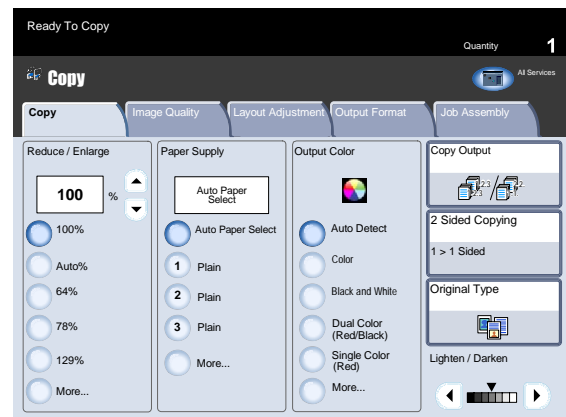 Ready To Copy
Quantity 1
Copy
All Services
Copy
Image Quality
Layout Adjustment
Output Format
Job Assembly
Reduce / Enlarge
100 %
100%
Auto%
64%
78%
129%
More...
Paper Supply
Auto Paper
Select
Auto Paper Select
1 Plain
2 Plain
3 Plain
More...
Output Color
Auto Detect
Color
Black and White
Dual Color
(Red/Black)
Single Color
(Red)
More...
Copy Output
2 Sided Copying
1 > 1 Sided
Original Type
Lighten / Darken